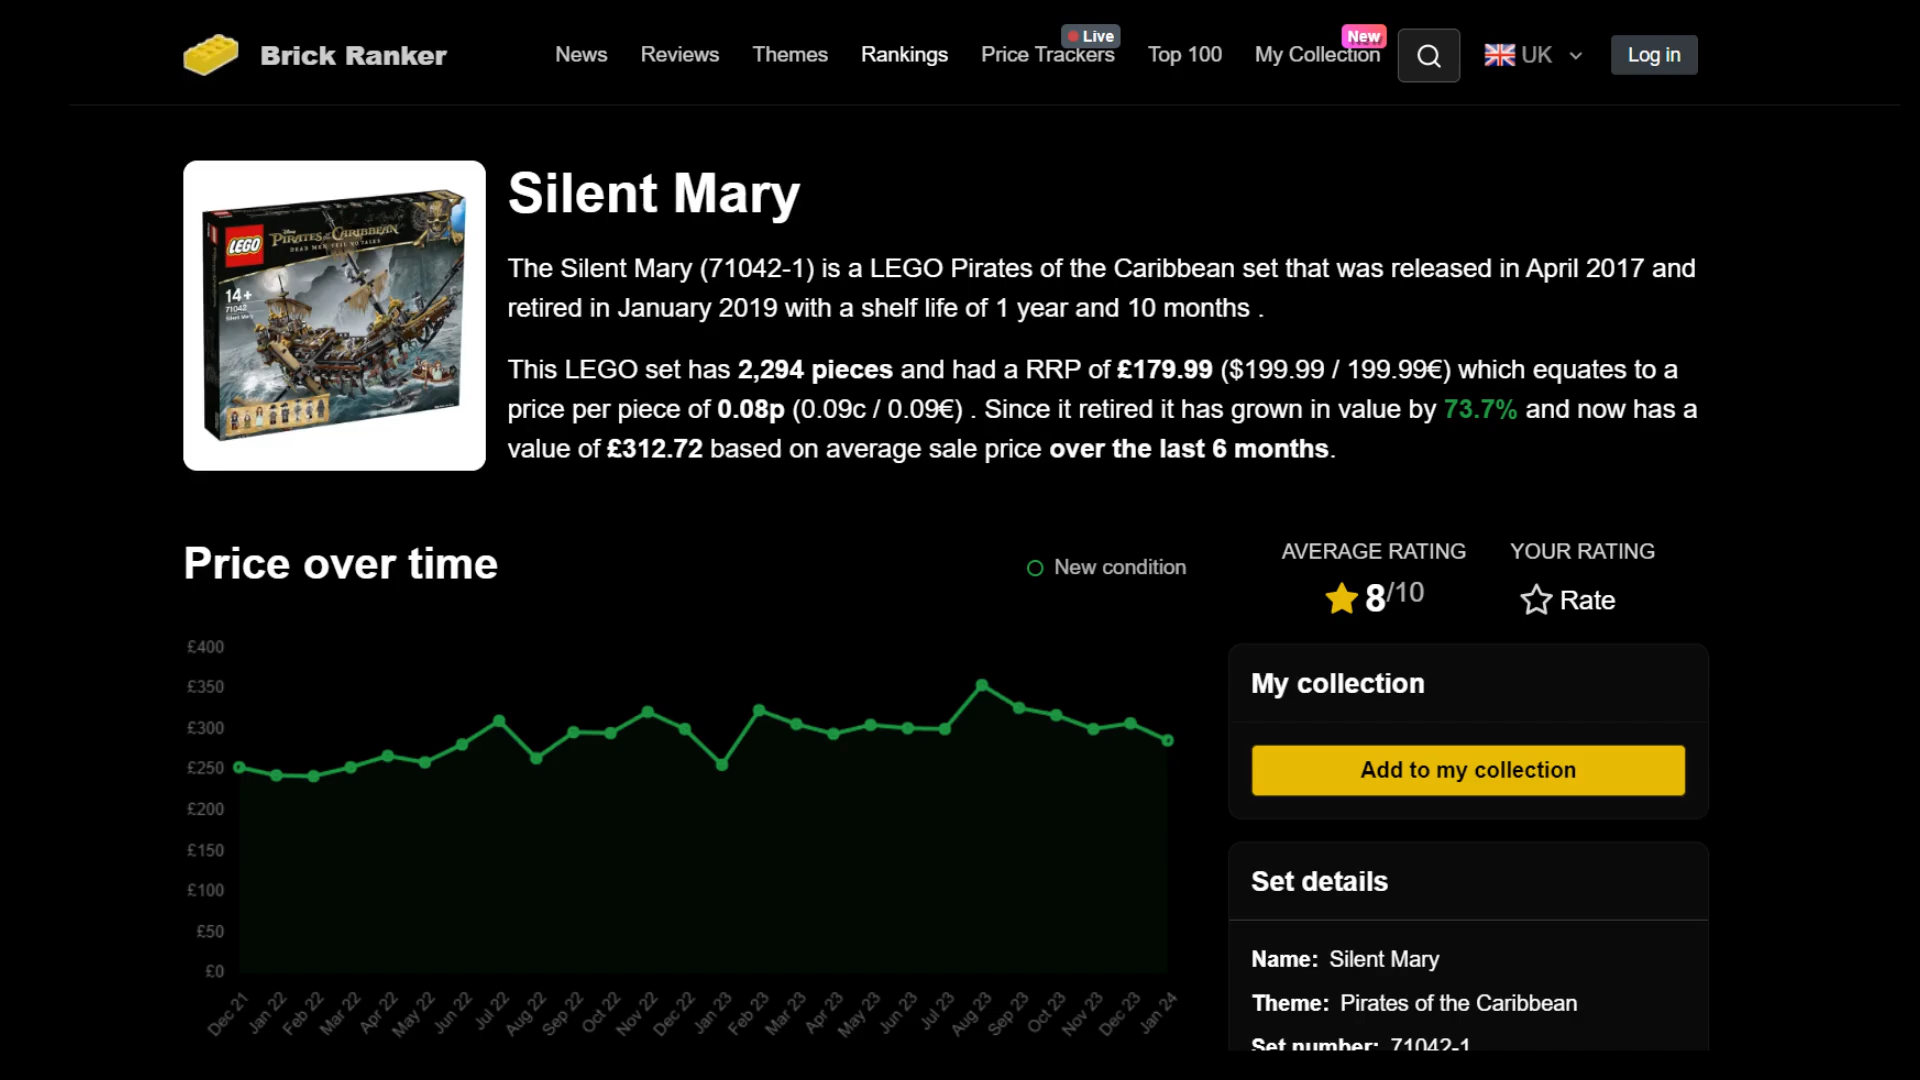 Brick Ranker
News
Reviews
Themes
Rankings
Live
Price Trackers
Top 100
New
My Collection
UK
Log in
LEGO
Disney
PIRATES of the CARIBBEAN
DEAD MEN TELL NO TALES
14+
71042
Silent Mary
Silent Mary
The Silent Mary (71042-1) is a LEGO Pirates of the Caribbean set that was released in April 2017 and
retired in January 2019 with a shelf life of 1 year and 10 months .
This LEGO set has 2,294 pieces and had a RRP of £179.99 ($199.99 / 199.99€) which equates to a
price per piece of 0.08p (0.09c / 0.09€) . Since it retired it has grown in value by 73.7% and now has a
value of £312.72 based on average sale price over the last 6 months.
Price over time
New condition
£400
£350
£300
£250
£200
£150
£100
£50
£0
Dec 21
Jan 22
Feb 22
Mar 22
Apr 22
May 22
Jun 22
Jul 22
Aug 22
Sep 22
Oct 22
Nov 22
Dec 22
Jan 23
Feb 23
Mar 23
Apr 23
May 23
Jun 23
Jul 23
Aug 23
Sep 23
Oct 23
Nov 23
Dec 23
Jan 24
AVERAGE RATING
8/10
YOUR RATING
Rate
My collection
Add to my collection
Set details
Name: Silent Mary
Theme: Pirates of the Caribbean
Set number: 71042-1